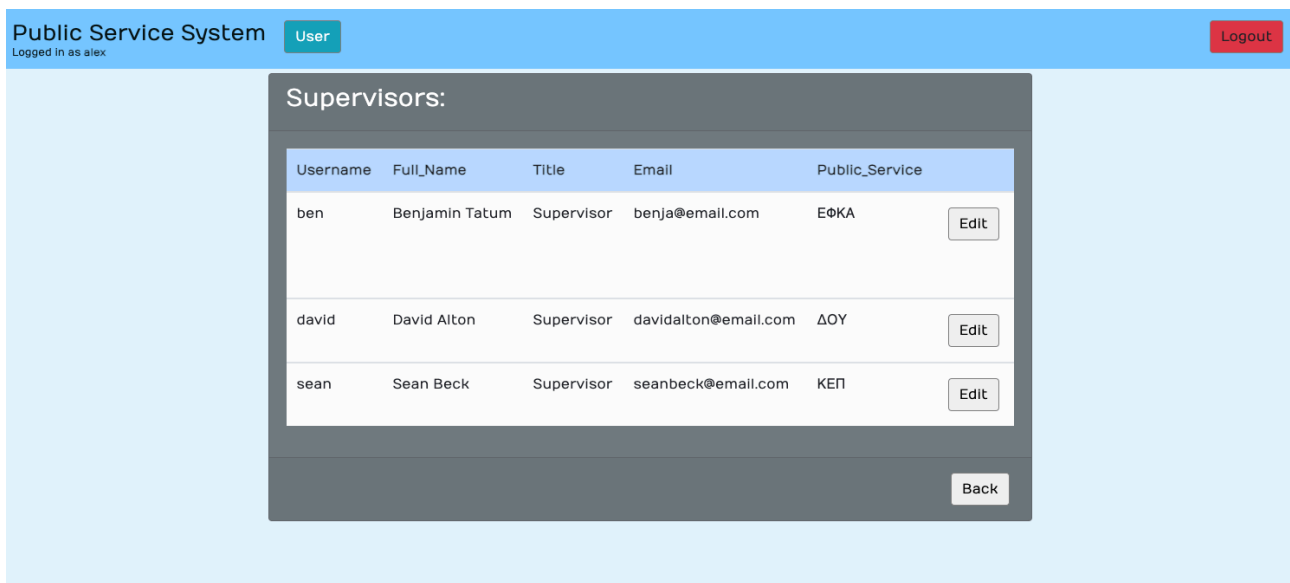 Public Service System User Logout
Logged in as alex
Supervisors:
Username Full_Name Title Email Public_Service
ben Benjamin Tatum Supervisor benja@email.com ΕΦΚΑ Edit
david David Alton Supervisor davidalton@email.com ΔΟΥ Edit
sean Sean Beck Supervisor seanbeck@email.com ΚΕΠ Edit
Back